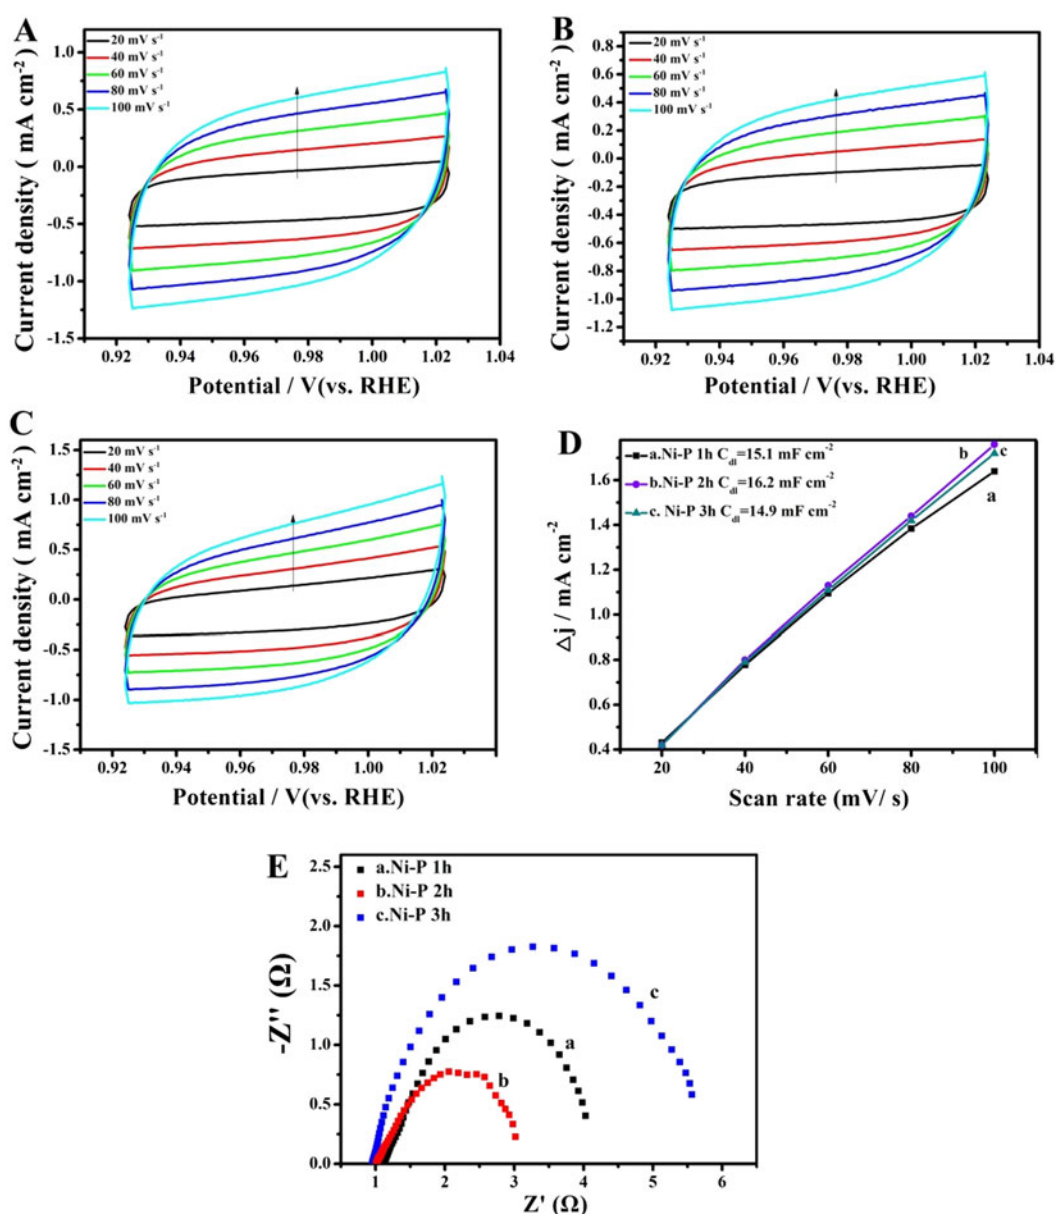 A
20 mV s⁻¹
40 mV s⁻¹
60 mV s⁻¹
80 mV s⁻¹
100 mV s⁻¹
1.0
0.5
0.0
-0.5
-1.0
-1.5
Current density ( mA cm⁻²)
0.92 0.94 0.96 0.98 1.00 1.02 1.04
Potential / V(vs. RHE)
B
20 mV s⁻¹
40 mV s⁻¹
60 mV s⁻¹
80 mV s⁻¹
100 mV s⁻¹
0.8
0.6
0.4
0.2
0.0
-0.2
-0.4
-0.6
-0.8
-1.0
-1.2
Current density ( mA cm⁻²)
0.92 0.94 0.96 0.98 1.00 1.02 1.04
Potential / V(vs. RHE)
C
20 mV s⁻¹
40 mV s⁻¹
60 mV s⁻¹
80 mV s⁻¹
100 mV s⁻¹
1.5
1.0
0.5
0.0
-0.5
-1.0
-1.5
Current density ( mA cm⁻²)
0.92 0.94 0.96 0.98 1.00 1.02
Potential / V(vs. RHE)
D
a.Ni-P 1h C_dl=15.1 mF cm⁻²
b.Ni-P 2h C_dl=16.2 mF cm⁻²
c. Ni-P 3h C_dl=14.9 mF cm⁻²
b
c
a
1.6
1.4
1.2
1.0
0.8
0.6
0.4
△j / mA cm⁻²
20 40 60 80 100
Scan rate (mV/ s)
E
a.Ni-P 1h
b.Ni-P 2h
c.Ni-P 3h
c
a
b
2.5
2.0
1.5
1.0
0.5
0.0
-Z'' (Ω)
1 2 3 4 5 6
Z' (Ω)